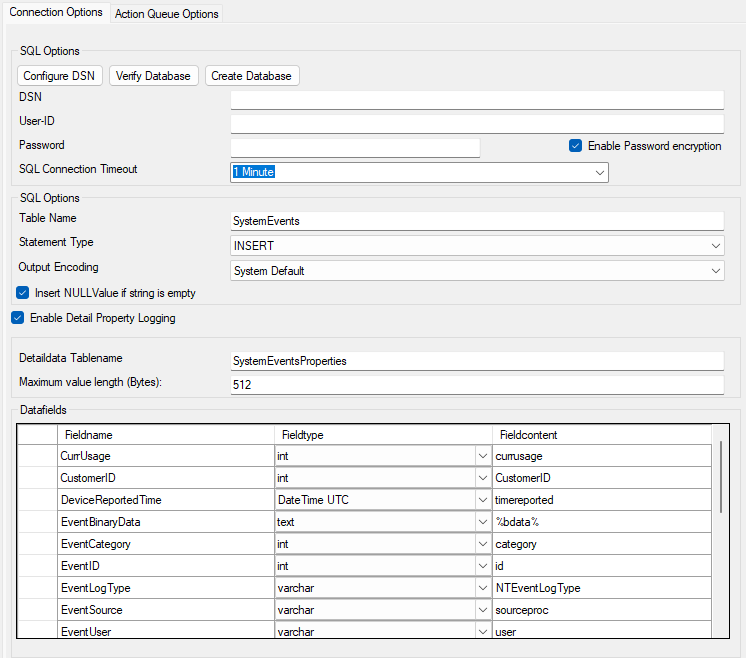 Connection Options Action Queue Options
SQL Options
Configure DSN Verify Database Create Database
DSN
User-ID
Password Enable Password encryption
SQL Connection Timeout 1 Minute
SQL Options
Table Name SystemEvents
Statement Type INSERT
Output Encoding System Default
Insert NULLValue if string is empty
Enable Detail Property Logging
Detaildata Tablename SystemEventsProperties
Maximum value length (Bytes): 512
Datafields
Fieldname Fieldtype Fieldcontent
CurrUsage int currusage
CustomerID int CustomerID
DeviceReportedTime DateTime UTC timereported
EventBinaryData text %bdata%
EventCategory int category
EventID int id
EventLogType varchar NTEventLogType
EventSource varchar sourceproc
EventUser varchar user